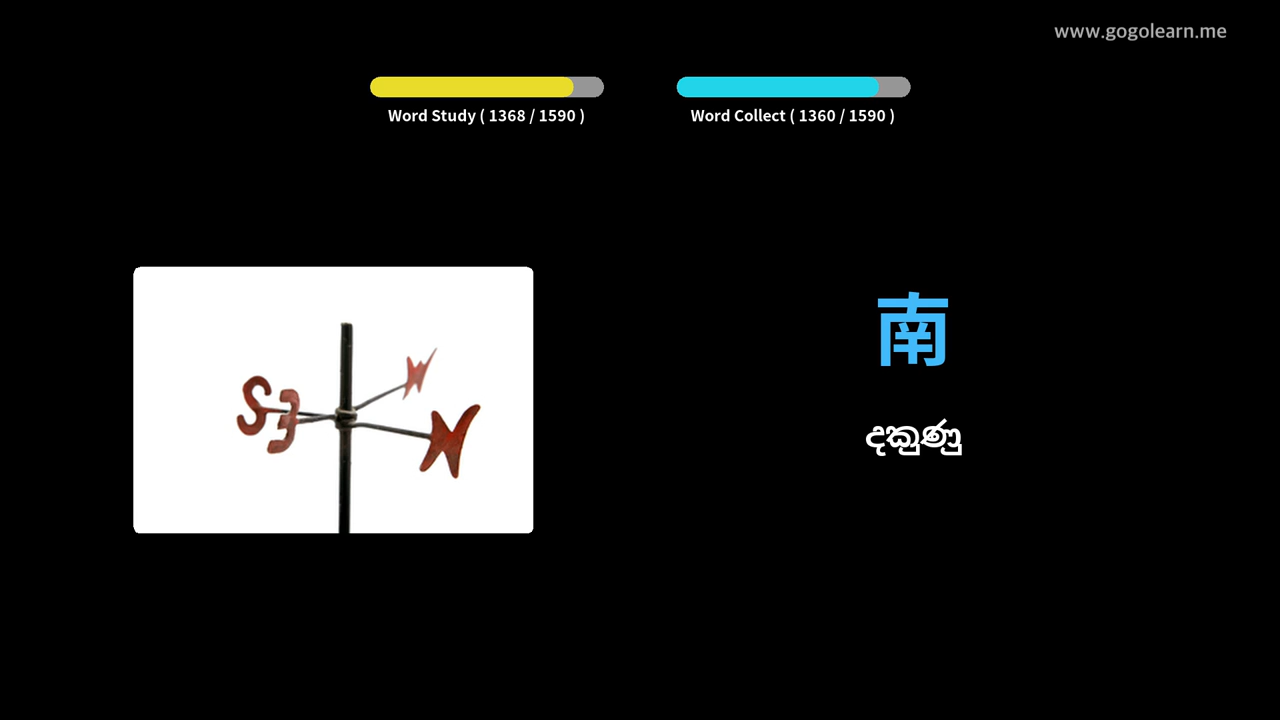 www.gogolearn.me
Word Study ( 1368 / 1590 )
Word Collect ( 1360 / 1590 )
S E N
南
දකුණු